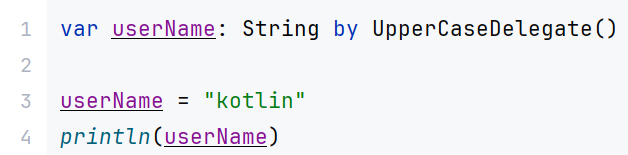 1 var userName: String by UpperCaseDelegate()
2
3 userName = "kotlin"
4 println(userName)